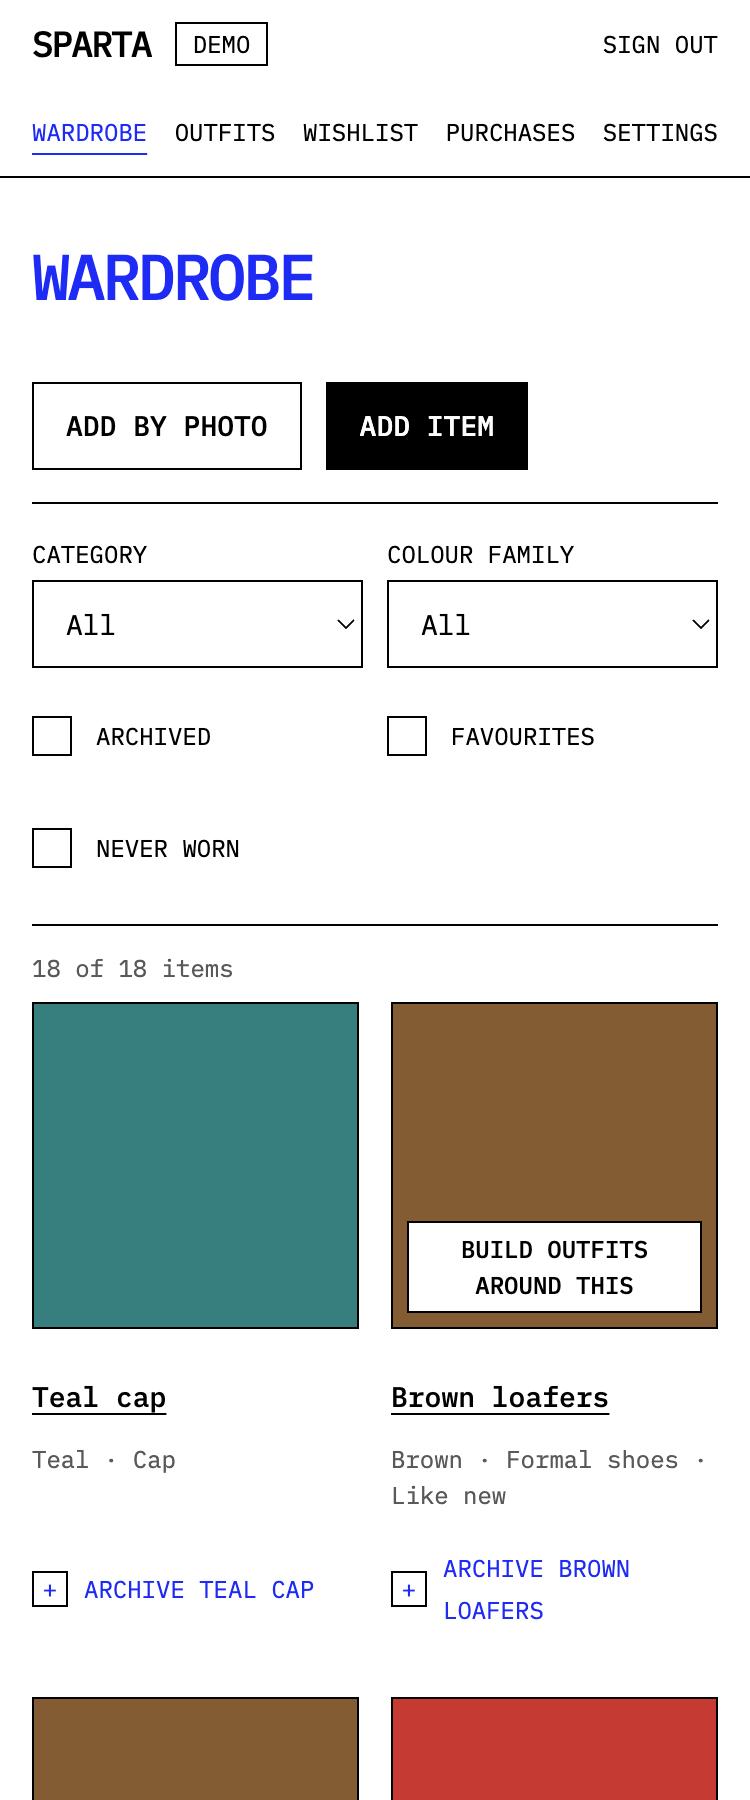 SPARTA DEMO SIGN OUT
WARDROBE OUTFITS WISHLIST PURCHASES SETTINGS
WARDROBE
ADD BY PHOTO ADD ITEM
CATEGORY COLOUR FAMILY
All All
ARCHIVED FAVOURITES
NEVER WORN
18 of 18 items
BUILD OUTFITS
AROUND THIS
Teal cap
Teal · Cap
+ ARCHIVE TEAL CAP
Brown loafers
Brown · Formal shoes ·
Like new
+ ARCHIVE BROWN
LOAFERS